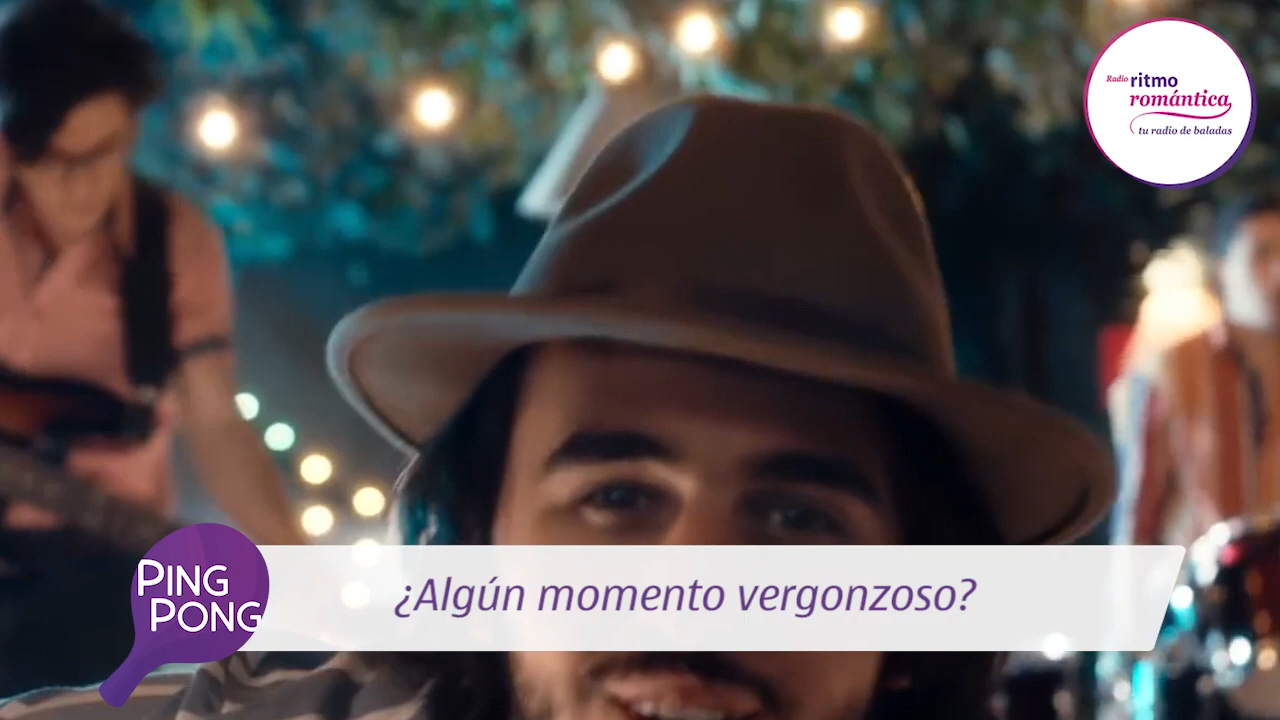 Radio ritmo
romántica
tu radio de baladas
PING
PONG
¿Algún momento vergonzoso?